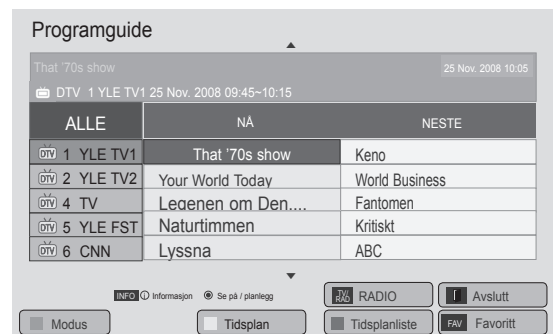 Programguide
That '70s show 25 Nov. 2008 10:05
DTV 1 YLE TV1 25 Nov. 2008 09:45~10:15
ALLE NÅ NESTE
DTV 1 YLE TV1 That '70s show Keno
DTV 2 YLE TV2 Your World Today World Business
DTV 4 TV Legenen om Den.... Fantomen
DTV 5 YLE FST Naturtimmen Kritiskt
DTV 6 CNN Lyssna ABC
INFO i Informasjon Se på / planlegg TV/RAD RADIO Avslutt
Modus Tidsplan Tidsplanliste FAV Favoritt